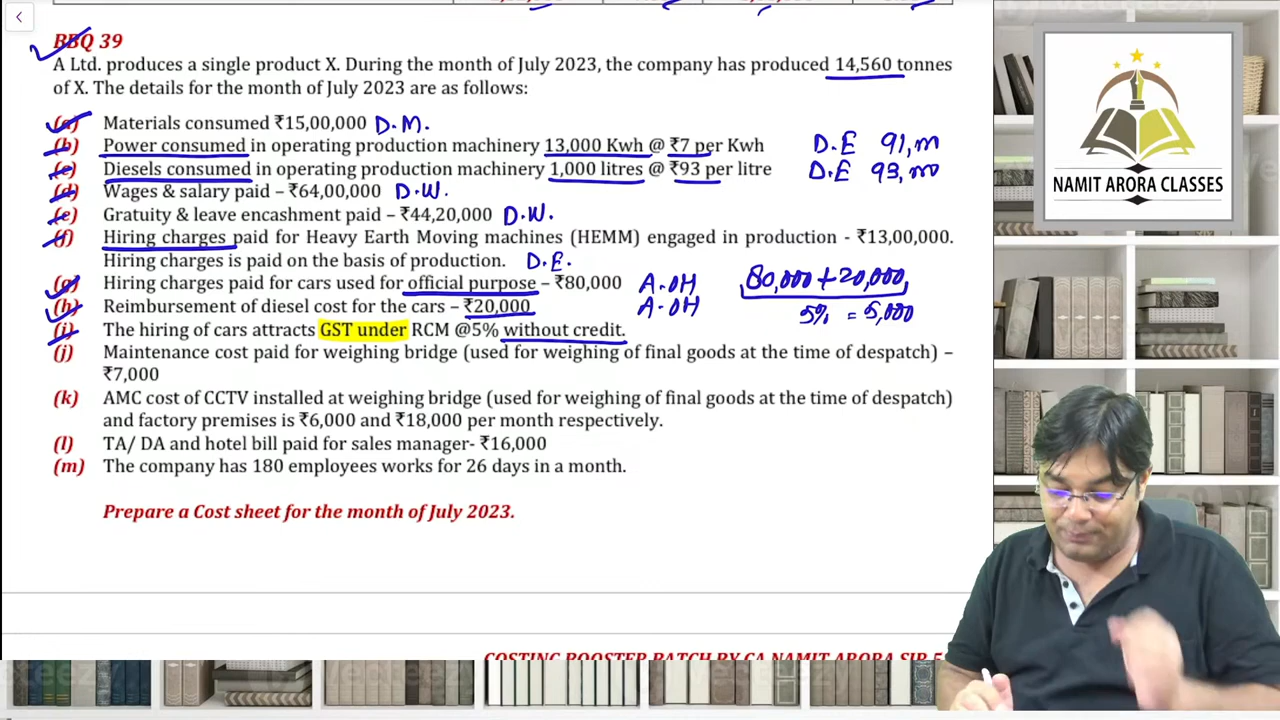 BBQ 39
A Ltd. produces a single product X. During the month of July 2023, the company has produced 14,560 tonnes
of X. The details for the month of July 2023 are as follows:
(a) Materials consumed ₹15,00,000 D.M.
(b) Power consumed in operating production machinery 13,000 Kwh @ ₹7 per Kwh D.E 91,m
(c) Diesels consumed in operating production machinery 1,000 litres @ ₹93 per litre D.E 93,000
(d) Wages & salary paid – ₹64,00,000 D.W.
(e) Gratuity & leave encashment paid – ₹44,20,000 D.W.
(f) Hiring charges paid for Heavy Earth Moving machines (HEMM) engaged in production - ₹13,00,000.
Hiring charges is paid on the basis of production. D.E.
(g) Hiring charges paid for cars used for official purpose – ₹80,000 A.OH 80,000 + 20,000
(h) Reimbursement of diesel cost for the cars – ₹20,000 A.OH 5% = 5,000
(i) The hiring of cars attracts GST under RCM @5% without credit.
(j) Maintenance cost paid for weighing bridge (used for weighing of final goods at the time of despatch) –
₹7,000
(k) AMC cost of CCTV installed at weighing bridge (used for weighing of final goods at the time of despatch)
and factory premises is ₹6,000 and ₹18,000 per month respectively.
(l) TA/ DA and hotel bill paid for sales manager- ₹16,000
(m) The company has 180 employees works for 26 days in a month.
Prepare a Cost sheet for the month of July 2023.
NAMIT ARORA CLASSES
COSTING BOOSTER BATCH BY CA NAMIT ARORA SIR 5